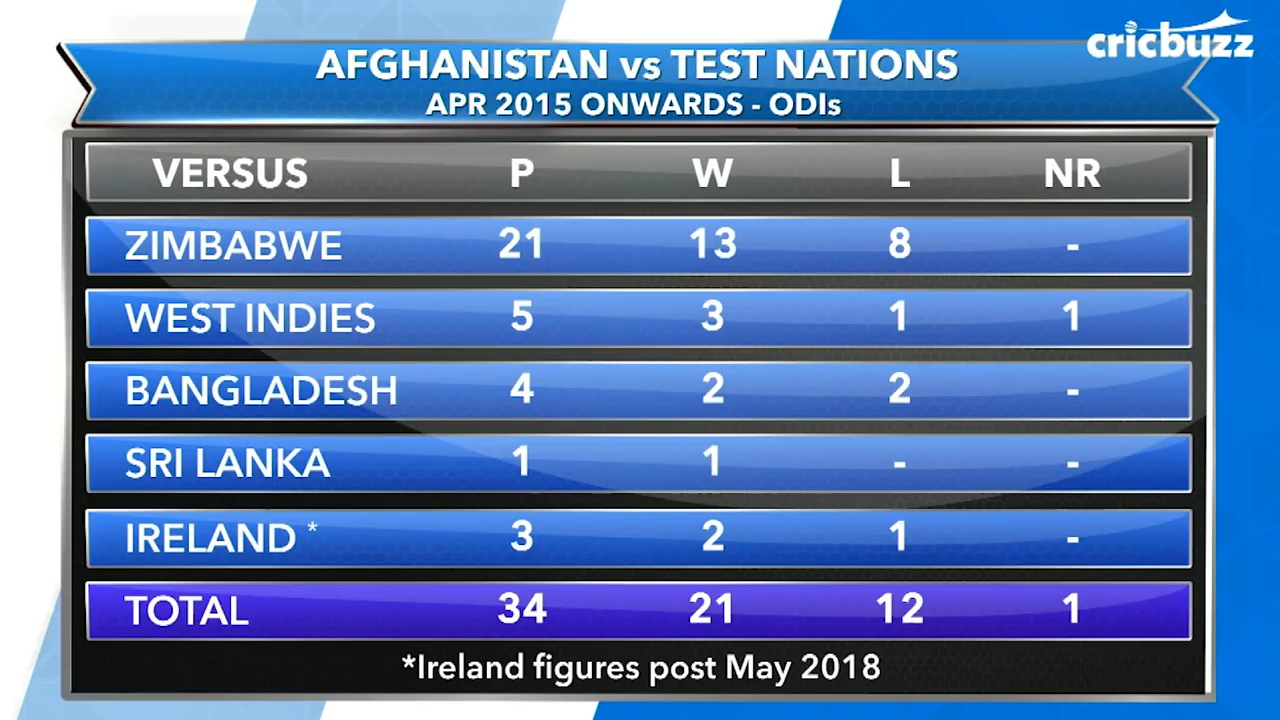 cricbuzz
AFGHANISTAN vs TEST NATIONS
APR 2015 ONWARDS - ODIs
VERSUS P W L NR
ZIMBABWE 21 13 8 -
WEST INDIES 5 3 1 1
BANGLADESH 4 2 2 -
SRI LANKA 1 1 - -
IRELAND * 3 2 1 -
TOTAL 34 21 12 1
*Ireland figures post May 2018